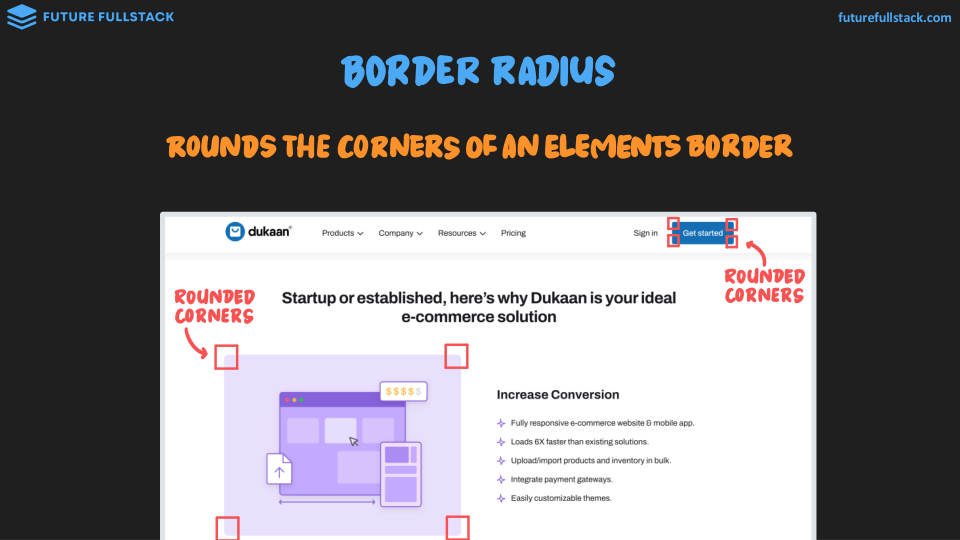 FUTURE FULLSTACK
futurefullstack.com
BORDER RADIUS
ROUNDS THE CORNERS OF AN ELEMENTS BORDER
dukaan®
Products
Company
Resources
Pricing
Sign in
Get started
ROUNDED
CORNERS
ROUNDED
CORNERS
Startup or established, here's why Dukaan is your ideal
e-commerce solution
$$$$$
Increase Conversion
Fully responsive e-commerce website & mobile app.
Loads 6X faster than existing solutions.
Upload/import products and inventory in bulk.
Integrate payment gateways.
Easily customizable themes.